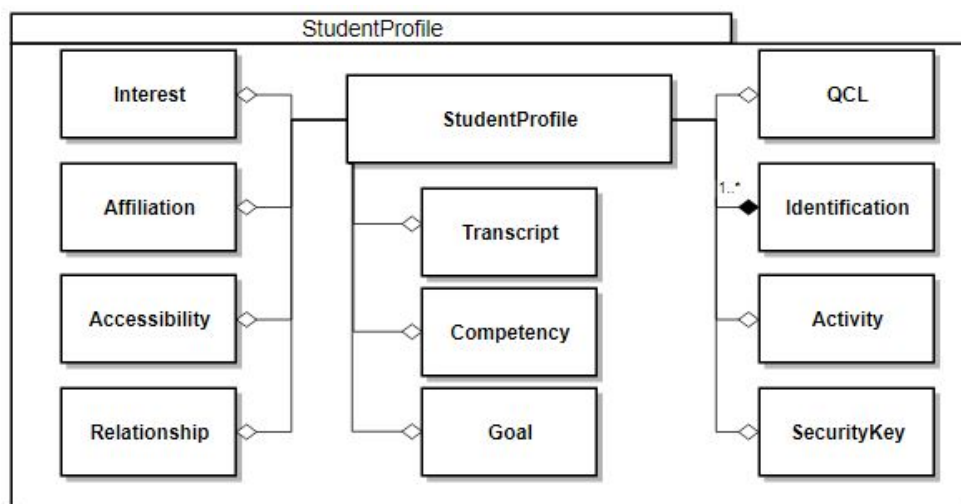 StudentProfile
Interest
StudentProfile
QCL
Affiliation
1..*
Identification
Transcript
Accessibility
Competency
Activity
Relationship
Goal
SecurityKey